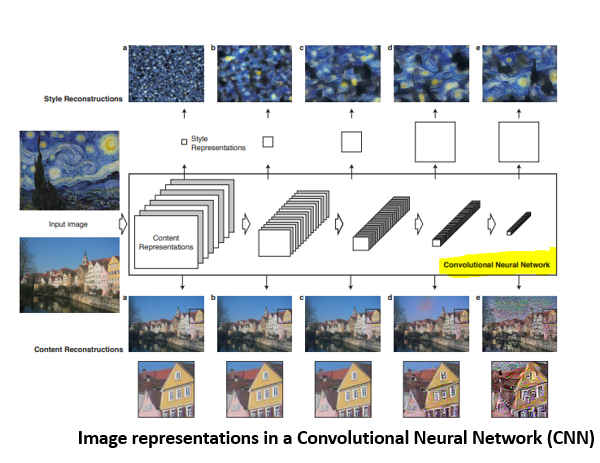 a b c d e
Style Reconstructions
Style
Representations
Input image
Content
Representations
Convolutional Neural Network
a b c d e
Content Reconstructions
Image representations in a Convolutional Neural Network (CNN)